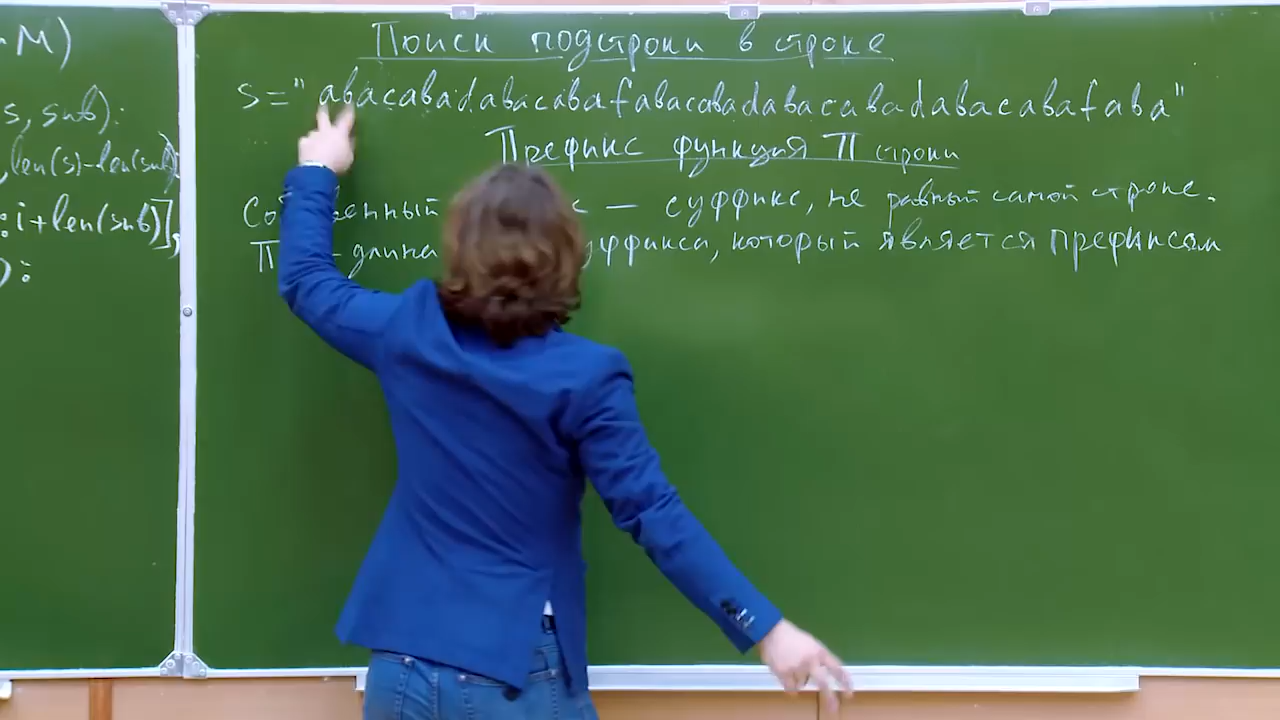 -M)
s, sub):
,len(s)-len(sub)
:i+len(sub)],
):
Поиск подстроки в строке
s="abacabadabacabafabacabadabacabadabacabafaba"
Префикс функция П строки
суффикс, не равный самой строке.
П -длина суффикса, который является префиксом